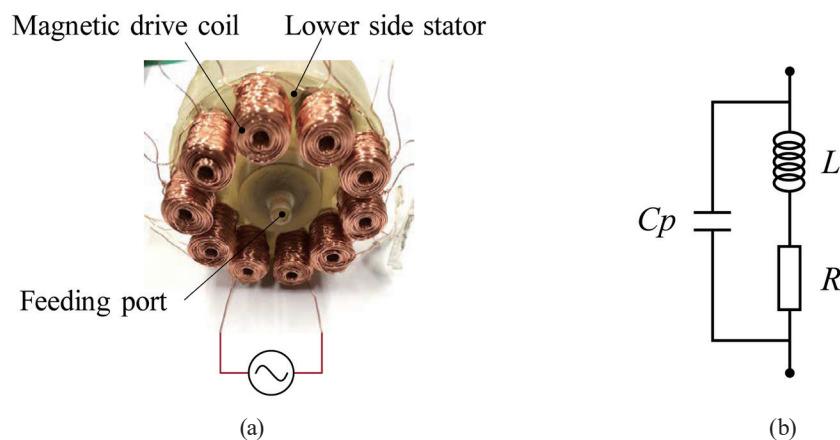 Magnetic drive coil
Lower side stator
Feeding port
Cp
L
R
(a)
(b)